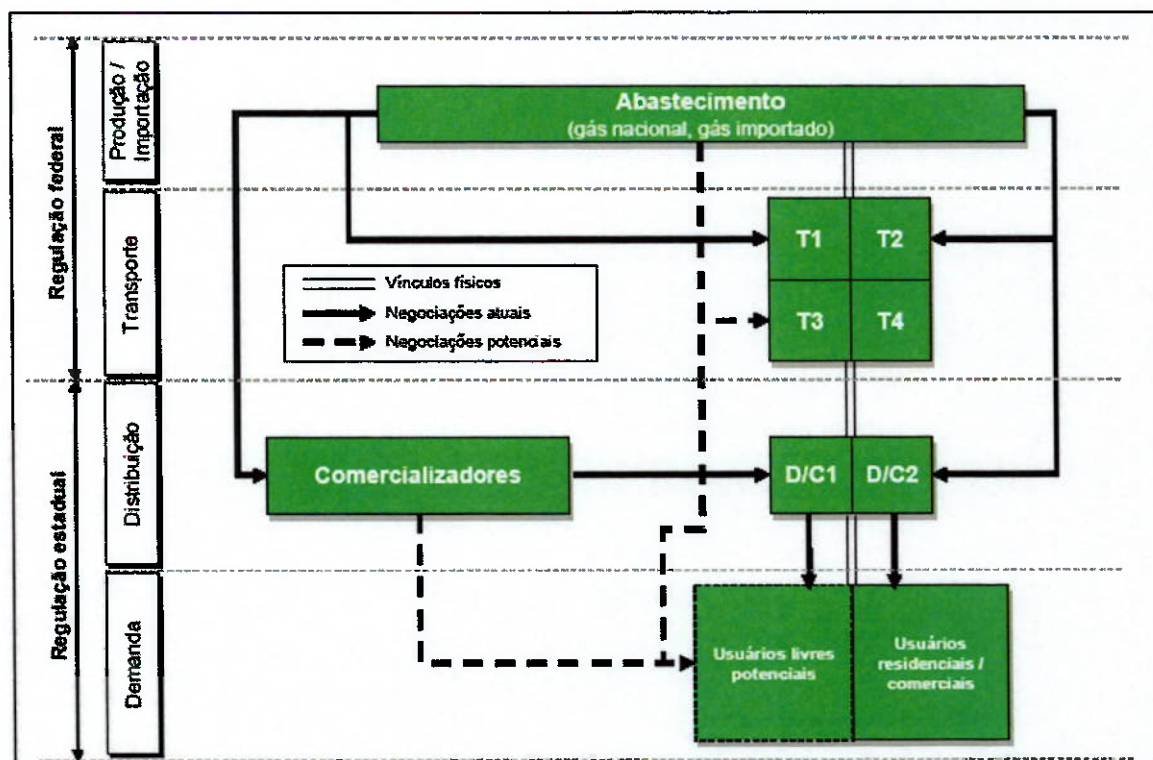 Regulação federal
Regulação estadual
Produção /
Importação
Transporte
Distribuição
Demanda
Abastecimento
(gás nacional, gás importado)
T1
T2
T3
T4
Vínculos físicos
Negociações atuais
Negociações potenciais
Comercializadores
D/C1
D/C2
Usuários livres
potenciais
Usuários
residenciais /
comerciais